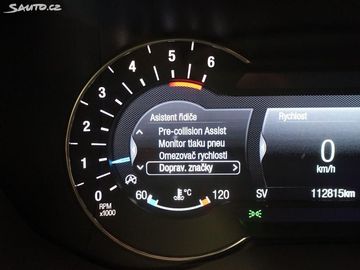 Sauto.cz
6
5
4
3
2
1
0
RPM
x1000
Asistent řidiče
Pre-collision Assist
Monitor tlaku pneu
Omezovač rychlosti
Doprav. značky
60 °C 120
Rychlost
0
km/h
SV 112815km